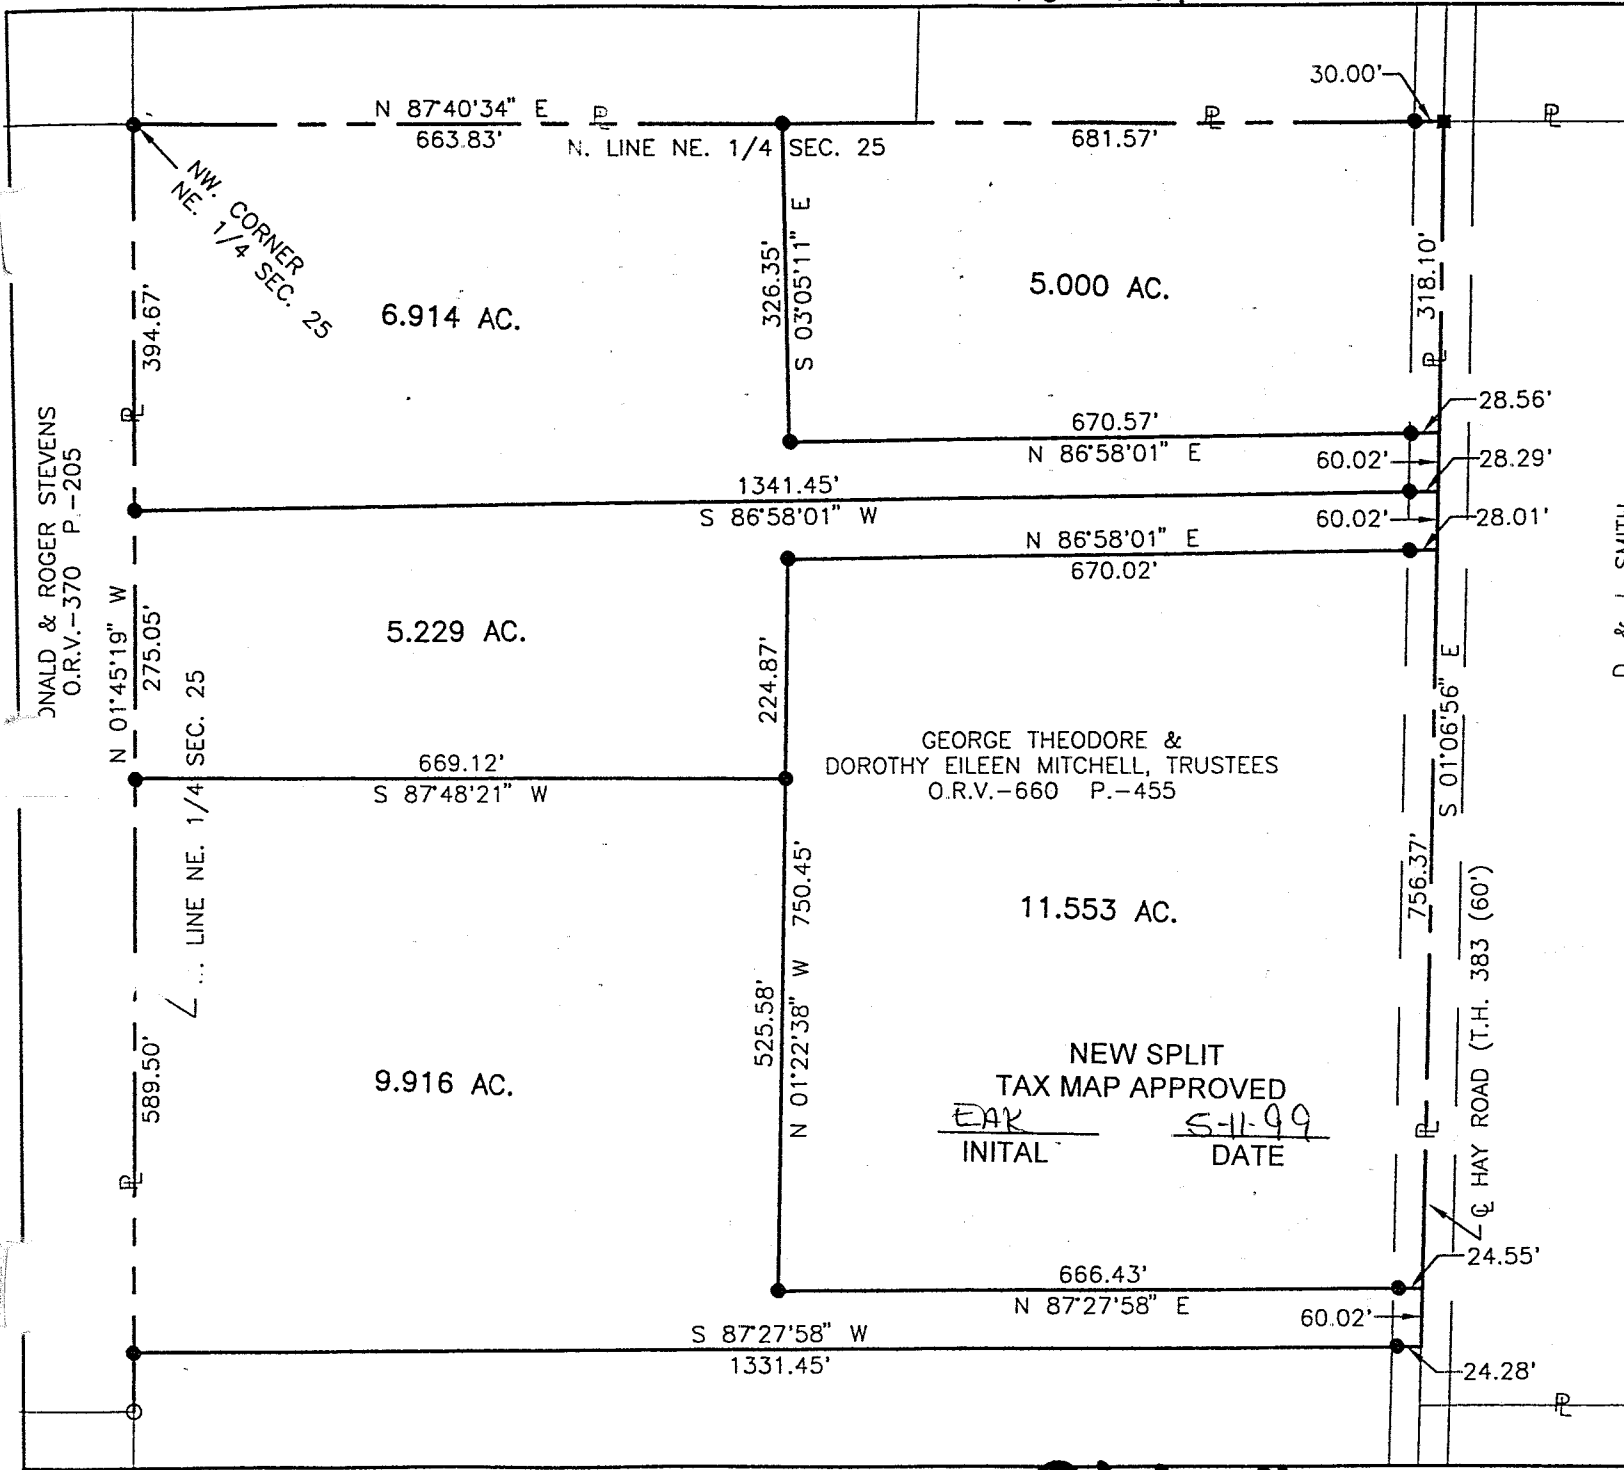 30.00'
N 87°40'34" E
663.83'
N. LINE NE. 1/4 SEC. 25
681.57'
NW. CORNER
NE. 1/4 SEC. 25
394.67'
6.914 AC.
326.35'
S 03°05'11" E
5.000 AC.
318.10'
28.56'
670.57'
N 86°58'01" E
60.02'
28.29'
1341.45'
S 86°58'01" W
60.02'
28.01'
N 86°58'01" E
670.02'
& ROGER STEVENS
O.R.V.-370 P.-205
N 01°45'19" W
275.05'
5.229 AC.
224.87'
S 01°06'56" E
LINE NE. 1/4 SEC. 25
669.12'
S 87°48'21" W
GEORGE THEODORE &
DOROTHY EILEEN MITCHELL, TRUSTEES
O.R.V.-660 P.-455
756.37'
11.553 AC.
N 01°22'38" W 750.45'
525.58'
589.50'
9.916 AC.
NEW SPLIT
TAX MAP APPROVED
EAK 5-11-99
INITAL DATE
℄ HAY ROAD (T.H. 383 (60')
24.55'
666.43'
N 87°27'58" E
60.02'
S 87°27'58" W
1331.45'
24.28'